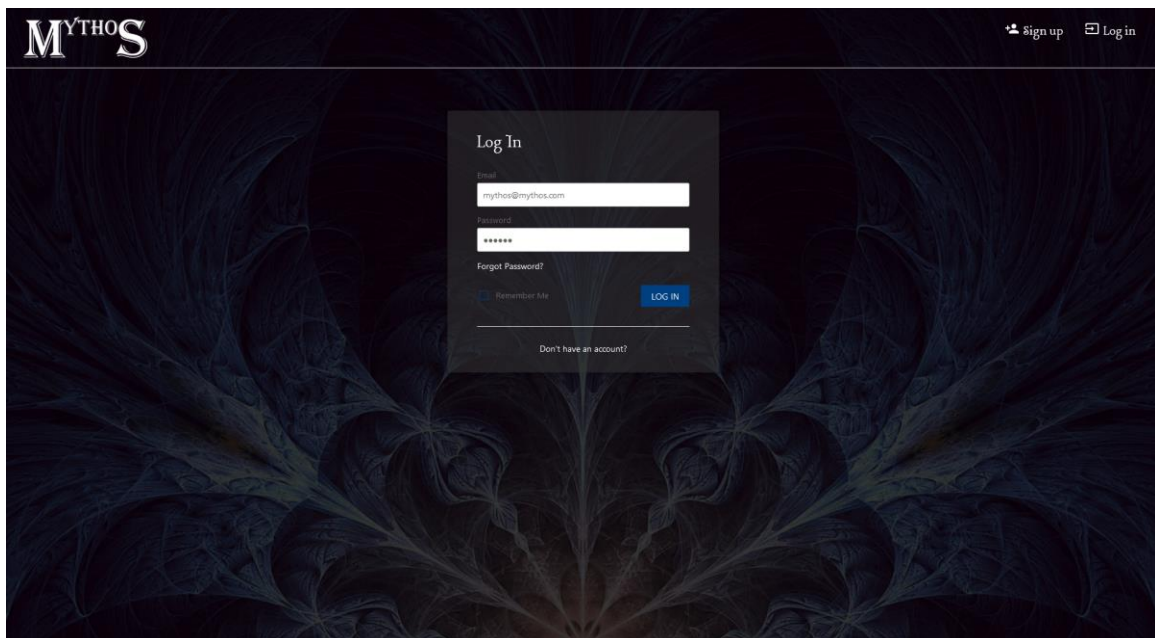 MYTHOS
Sign up
Log in
Log In
Email
mythos@mythos.com
Password
••••••
Forgot Password?
Remember Me
LOG IN
Don't have an account?